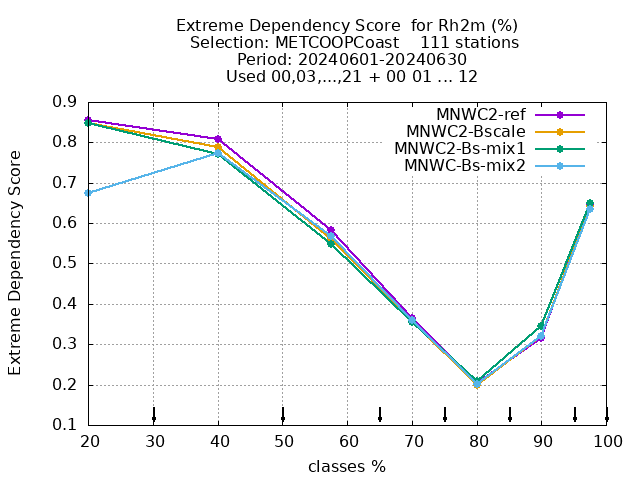 Extreme Dependency Score  for Rh2m (%)
Selection: METCOOPCoast    111 stations
Period: 20240601-20240630
Used 00,03,...,21 + 00 01 ... 12
MNWC2-ref
MNWC2-Bscale
MNWC2-Bs-mix1
MNWC-Bs-mix2
Extreme Dependency Score
0.9
0.8
0.7
0.6
0.5
0.4
0.3
0.2
0.1
20 30 40 50 60 70 80 90 100
classes %